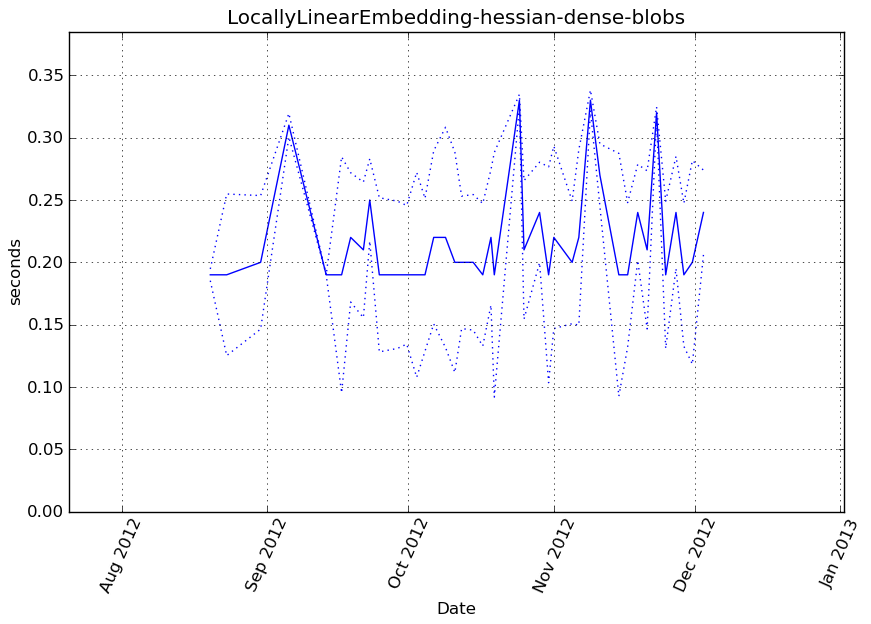 LocallyLinearEmbedding-hessian-dense-blobs
0.35
0.30
0.25
0.20
0.15
0.10
0.05
0.00
seconds
Aug 2012
Sep 2012
Oct 2012
Nov 2012
Dec 2012
Jan 2013
Date